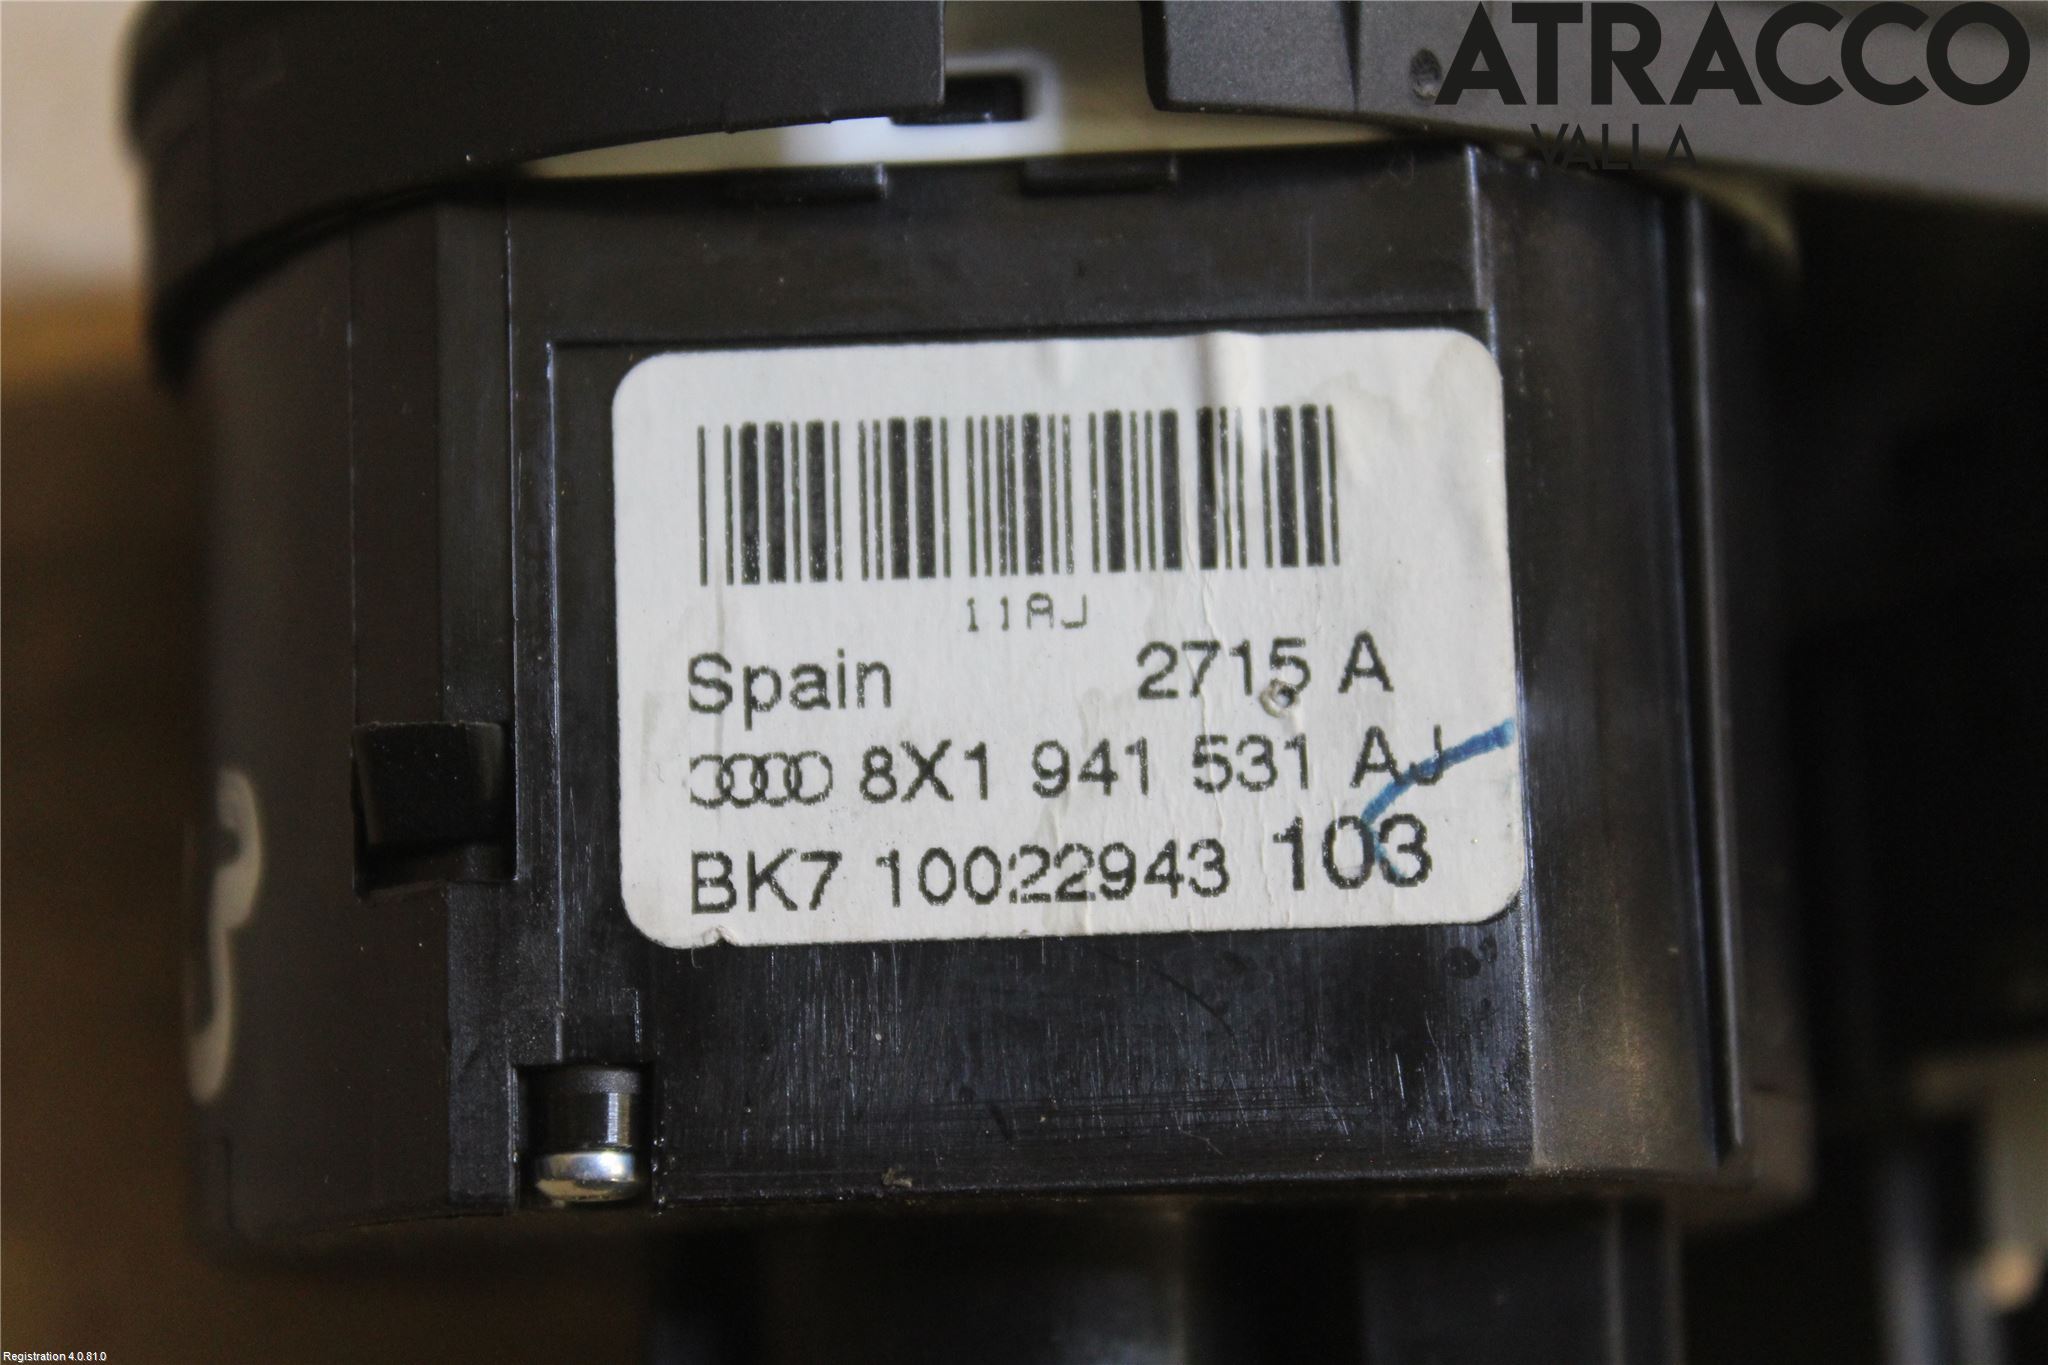 ATRACCO
VALLA
11AJ
Spain 2715 A
8X1 941 531 AJ
BK7 10022943 103
Registration 4.0.81.0